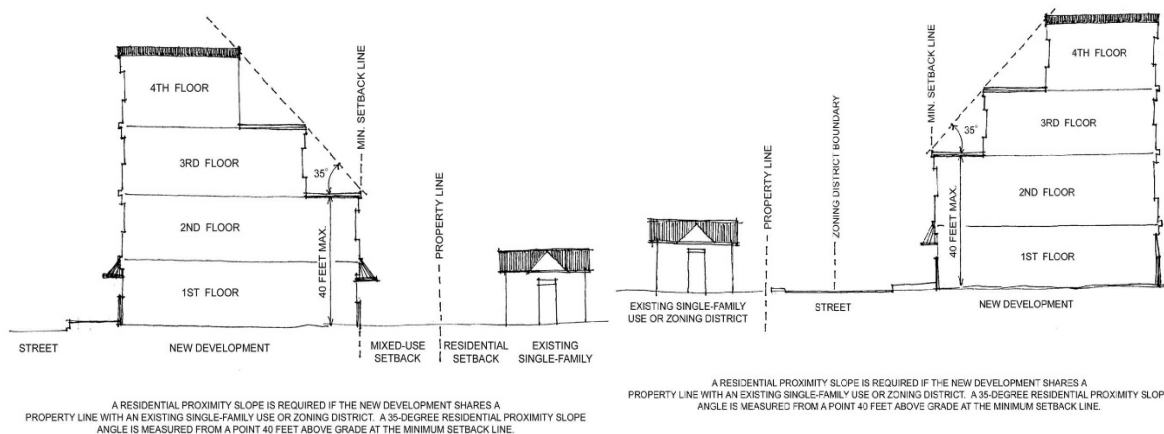 4TH FLOOR
MIN. SETBACK LINE
3RD FLOOR
35°
PROPERTY LINE
2ND FLOOR
40 FEET MAX.
1ST FLOOR
STREET
NEW DEVELOPMENT
MIXED-USE
SETBACK
RESIDENTIAL
SETBACK
EXISTING
SINGLE-FAMILY
A RESIDENTIAL PROXIMITY SLOPE IS REQUIRED IF THE NEW DEVELOPMENT SHARES A
PROPERTY LINE WITH AN EXISTING SINGLE-FAMILY USE OR ZONING DISTRICT. A 35-DEGREE RESIDENTIAL PROXIMITY SLOPE
ANGLE IS MEASURED FROM A POINT 40 FEET ABOVE GRADE AT THE MINIMUM SETBACK LINE.
4TH FLOOR
MIN. SETBACK LINE
3RD FLOOR
35°
PROPERTY LINE
ZONING DISTRICT BOUNDARY
2ND FLOOR
40 FEET MAX.
1ST FLOOR
EXISTING SINGLE-FAMILY
USE OR ZONING DISTRICT
STREET
NEW DEVELOPMENT
A RESIDENTIAL PROXIMITY SLOPE IS REQUIRED IF THE NEW DEVELOPMENT SHARES A
PROPERTY LINE WITH AN EXISTING SINGLE-FAMILY USE OR ZONING DISTRICT. A 35-DEGREE RESIDENTIAL PROXIMITY SLOP
ANGLE IS MEASURED FROM A POINT 40 FEET ABOVE GRADE AT THE MINIMUM SETBACK LINE.